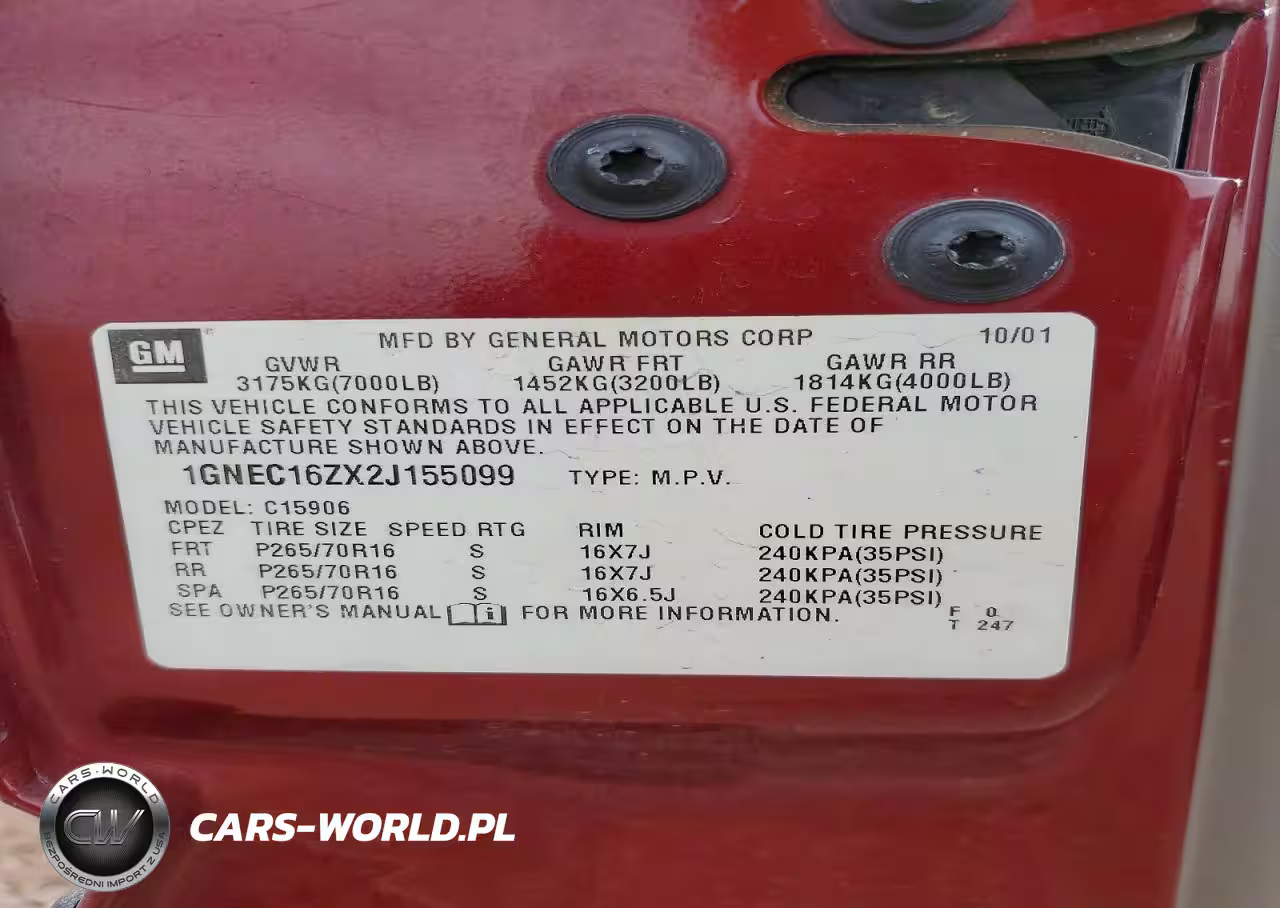 GM
MFD BY GENERAL MOTORS CORP 10/01
GVWR GAWR FRT GAWR RR
3175KG(7000LB) 1452KG(3200LB) 1814KG(4000LB)
THIS VEHICLE CONFORMS TO ALL APPLICABLE U.S. FEDERAL MOTOR
VEHICLE SAFETY STANDARDS IN EFFECT ON THE DATE OF
MANUFACTURE SHOWN ABOVE.
1GNEC16ZX2J155099 TYPE: M.P.V.
MODEL: C15906
CPEZ TIRE SIZE SPEED RTG RIM COLD TIRE PRESSURE
FRT P265/70R16 S 16X7J 240KPA(35PSI)
RR P265/70R16 S 16X7J 240KPA(35PSI)
SPA P265/70R16 S 16X6.5J 240KPA(35PSI)
SEE OWNER'S MANUAL i FOR MORE INFORMATION.
F 0
T 247
CARS-WORLD
CW
BEZPOŚREDNI IMPORT Z USA
CARS-WORLD.PL